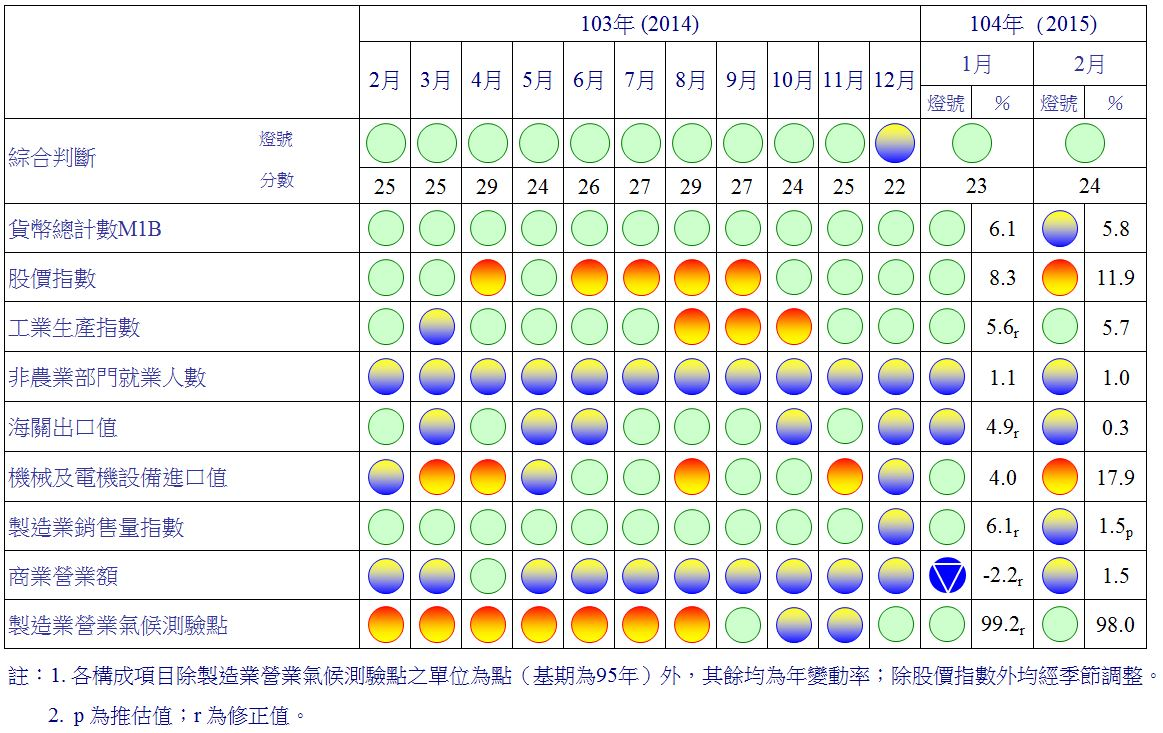 103年 (2014) 104年 (2015)
2月 3月 4月 5月 6月 7月 8月 9月 10月 11月 12月 1月 2月
燈號 % 燈號 %
綜合判斷 燈號
分數 25 25 29 24 26 27 29 27 24 25 22 23 24
貨幣總計數M1B 6.1 5.8
股價指數 8.3 11.9
工業生產指數 5.6r 5.7
非農業部門就業人數 1.1 1.0
海關出口值 4.9r 0.3
機械及電機設備進口值 4.0 17.9
製造業銷售量指數 6.1r 1.5p
商業營業額 -2.2r 1.5
製造業營業氣候測驗點 99.2r 98.0
註：1. 各構成項目除製造業營業氣候測驗點之單位為點（基期為95年）外，其餘均為年變動率；除股價指數外均經季節調整。
2. p 為推估值；r 為修正值。